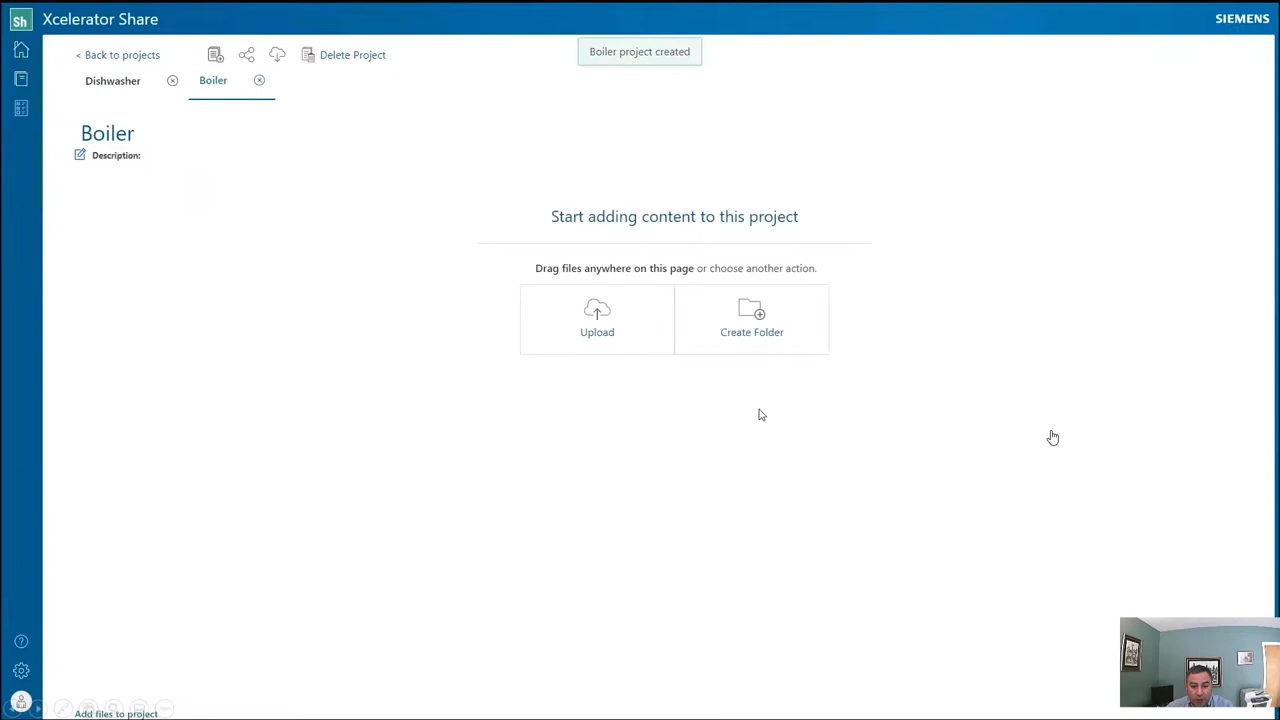 Sh Xcelerator Share
SIEMENS
< Back to projects
Delete Project
Boiler project created
Dishwasher
Boiler
Boiler
Description:
Start adding content to this project
Drag files anywhere on this page or choose another action.
Upload
Create Folder
Add files to project